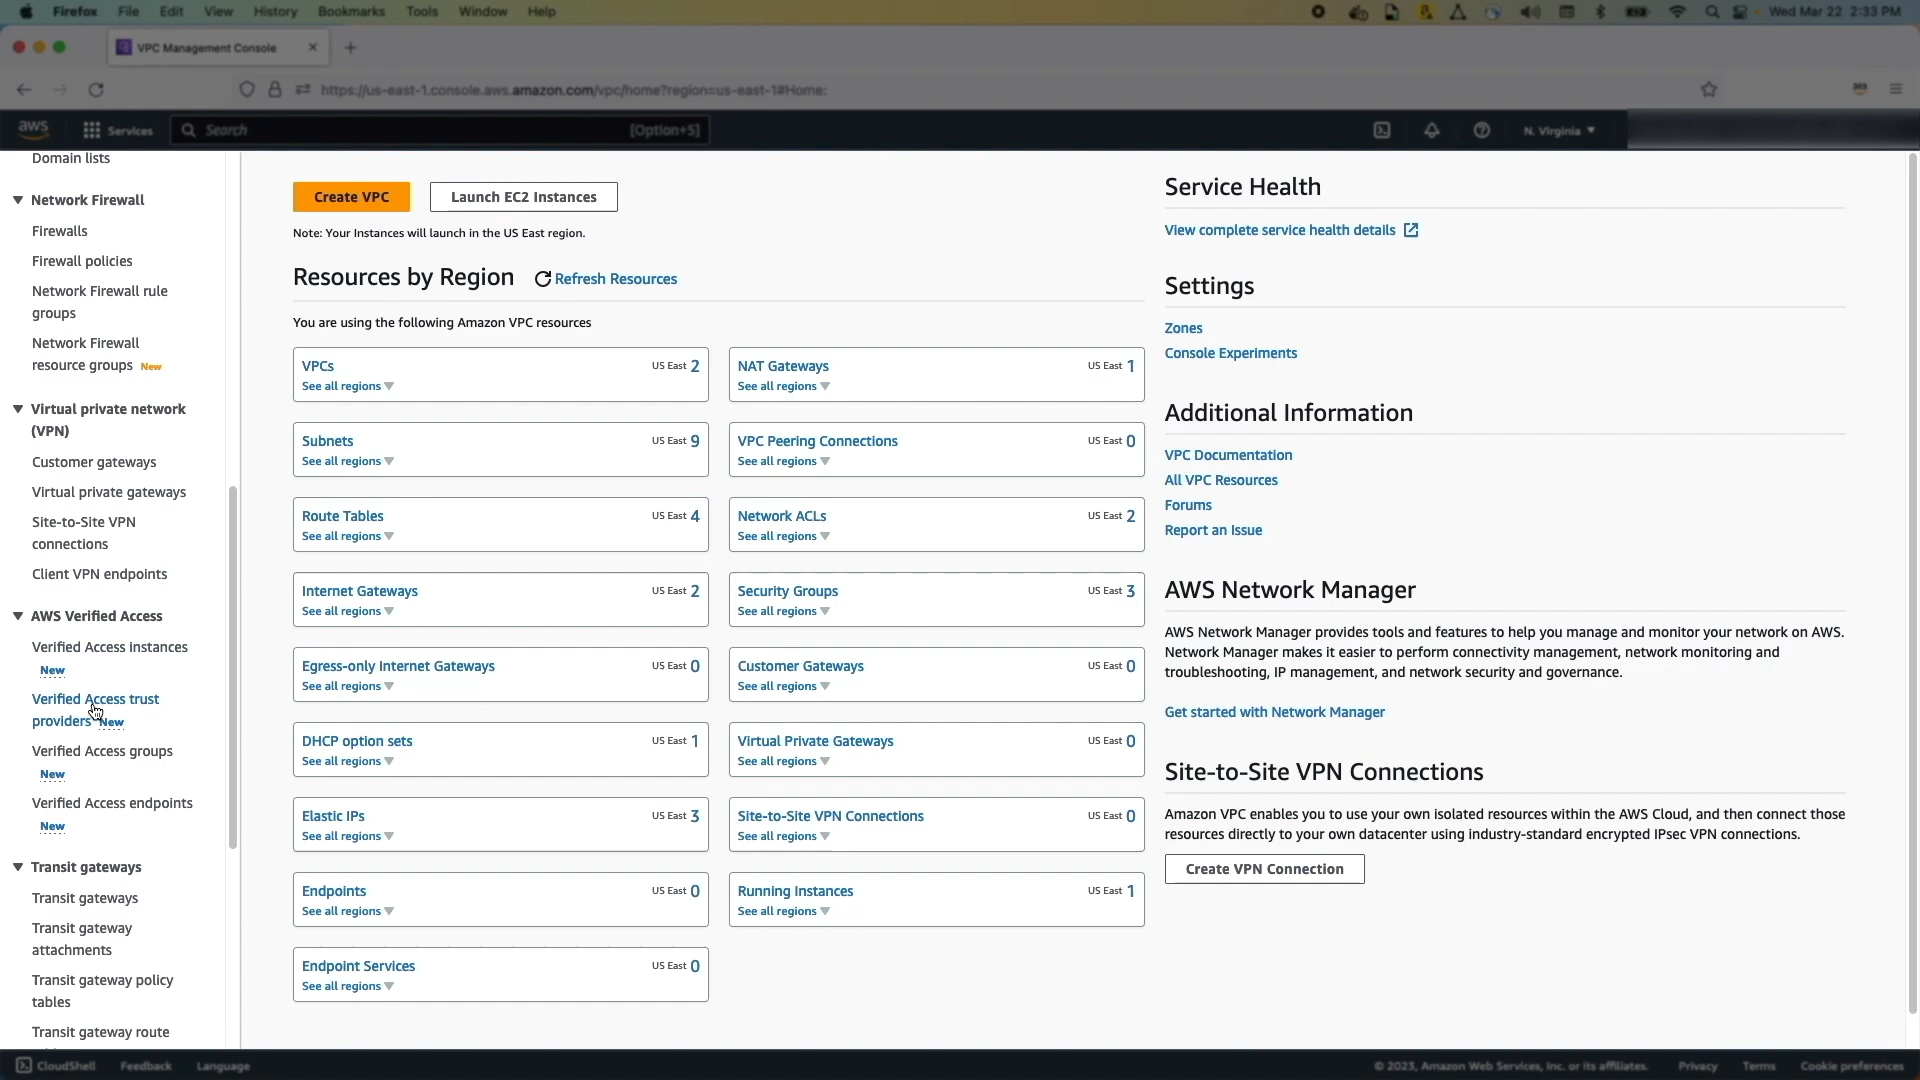 Firefox File Edit View History Bookmarks Tools Window Help Wed Mar 22 2:33 PM
VPC Management Console
https://us-east-1.console.aws.amazon.com/vpc/home?region=us-east-1#Home:
aws Services Search [Option+S] N. Virginia
Domain lists
Network Firewall
Firewalls
Firewall policies
Network Firewall rule
groups
Network Firewall
resource groups New
Virtual private network
(VPN)
Customer gateways
Virtual private gateways
Site-to-Site VPN
connections
Client VPN endpoints
AWS Verified Access
Verified Access instances
New
Verified Access trust
providers New
Verified Access groups
New
Verified Access endpoints
New
Transit gateways
Transit gateways
Transit gateway
attachments
Transit gateway policy
tables
Transit gateway route
Create VPC Launch EC2 Instances
Note: Your Instances will launch in the US East region.
Resources by Region Refresh Resources
You are using the following Amazon VPC resources
VPCs US East 2
See all regions
NAT Gateways US East 1
See all regions
Subnets US East 9
See all regions
VPC Peering Connections US East 0
See all regions
Route Tables US East 4
See all regions
Network ACLs US East 2
See all regions
Internet Gateways US East 2
See all regions
Security Groups US East 3
See all regions
Egress-only Internet Gateways US East 0
See all regions
Customer Gateways US East 0
See all regions
DHCP option sets US East 1
See all regions
Virtual Private Gateways US East 0
See all regions
Elastic IPs US East 3
See all regions
Site-to-Site VPN Connections US East 0
See all regions
Endpoints US East 0
See all regions
Running Instances US East 1
See all regions
Endpoint Services US East 0
See all regions
Service Health
View complete service health details
Settings
Zones
Console Experiments
Additional Information
VPC Documentation
All VPC Resources
Forums
Report an Issue
AWS Network Manager
AWS Network Manager provides tools and features to help you manage and monitor your network on AWS.
Network Manager makes it easier to perform connectivity management, network monitoring and
troubleshooting, IP management, and network security and governance.
Get started with Network Manager
Site-to-Site VPN Connections
Amazon VPC enables you to use your own isolated resources within the AWS Cloud, and then connect those
resources directly to your own datacenter using industry-standard encrypted IPsec VPN connections.
Create VPN Connection
CloudShell Feedback Language © 2023, Amazon Web Services, Inc. or its affiliates. Privacy Terms Cookie preferences